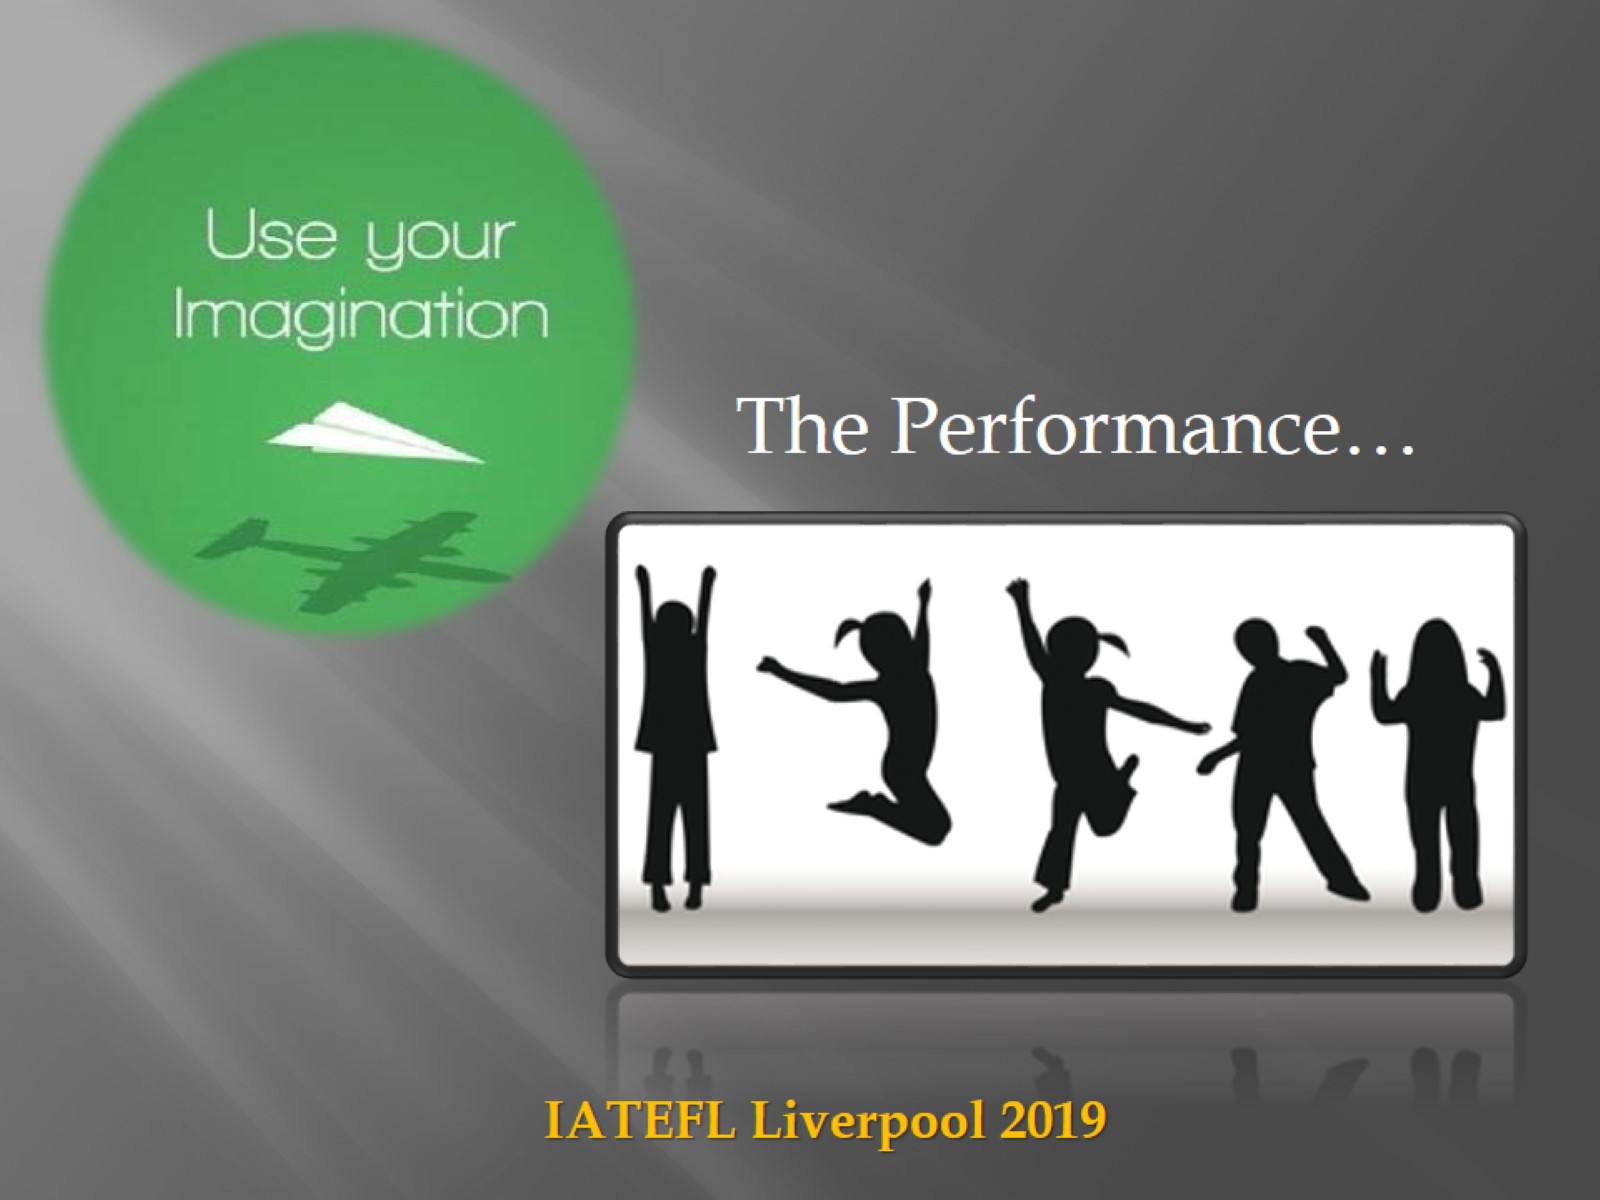 Use your
Imagination
The Performance…
IATEFL Liverpool 2019